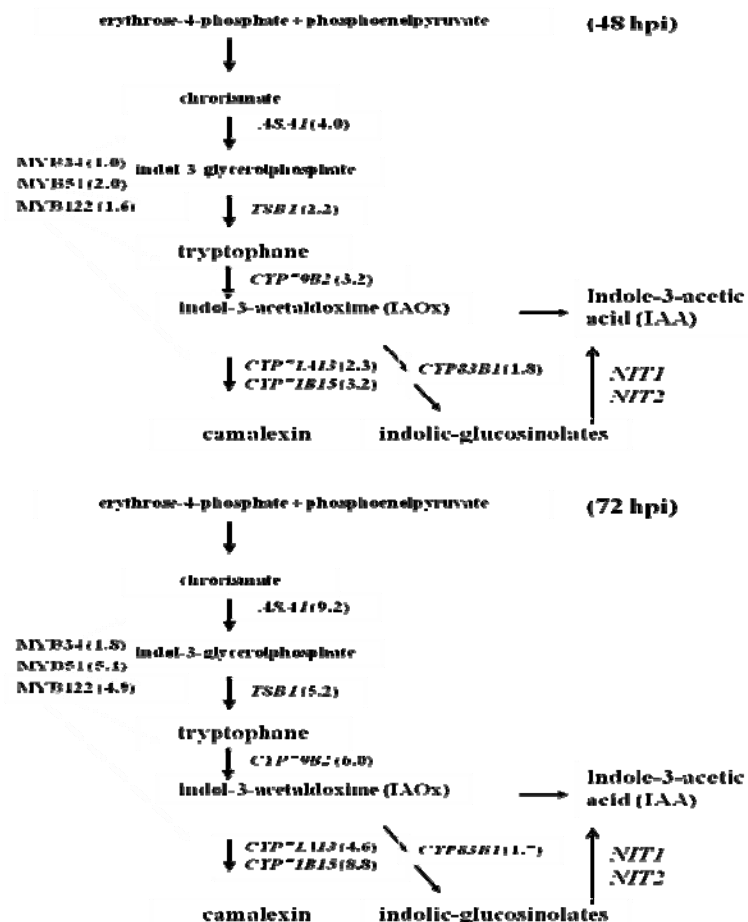 erythrose-4-phosphate + phosphoenolpyruvate (48 hpi)
chrorismate
ASA1(4.0)
MYB34(1.0) indol-3-glycerolphosphate
MYB51(2.0)
MYB122(1.6) TSB1(2.2)
tryptophane
CYP79B2(3.2)
indol-3-acetaldoxime (IAOx) Indole-3-acetic
acid (IAA)
CYP71A13(2.3) CYP83B1(1.8) NIT1
CYP71B15(3.2) NIT2
camalexin indolic-glucosinolates
erythrose-4-phosphate + phosphoenolpyruvate (72 hpi)
chrorismate
ASA1(9.2)
MYB34(1.8) indol-3-glycerolphosphate
MYB51(5.1)
MYB122(4.9) TSB1(5.2)
tryptophane
CYP79B2(6.0)
indol-3-acetaldoxime (IAOx) Indole-3-acetic
acid (IAA)
CYP71A13(4.6) CYP83B1(1.7) NIT1
CYP71B15(8.8) NIT2
camalexin indolic-glucosinolates